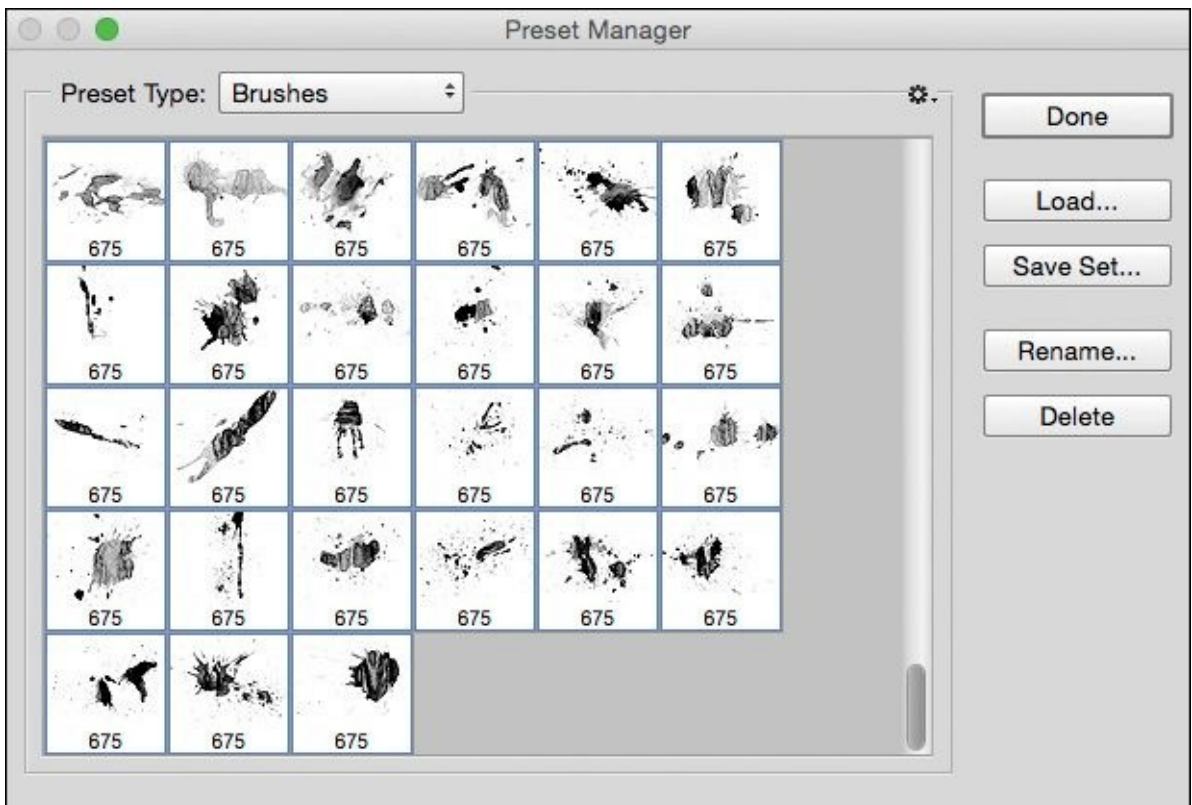 Preset Manager
Preset Type: Brushes
Done
Load...
Save Set...
Rename...
Delete
675 675 675 675 675 675
675 675 675 675 675 675
675 675 675 675 675 675
675 675 675 675 675 675
675 675 675